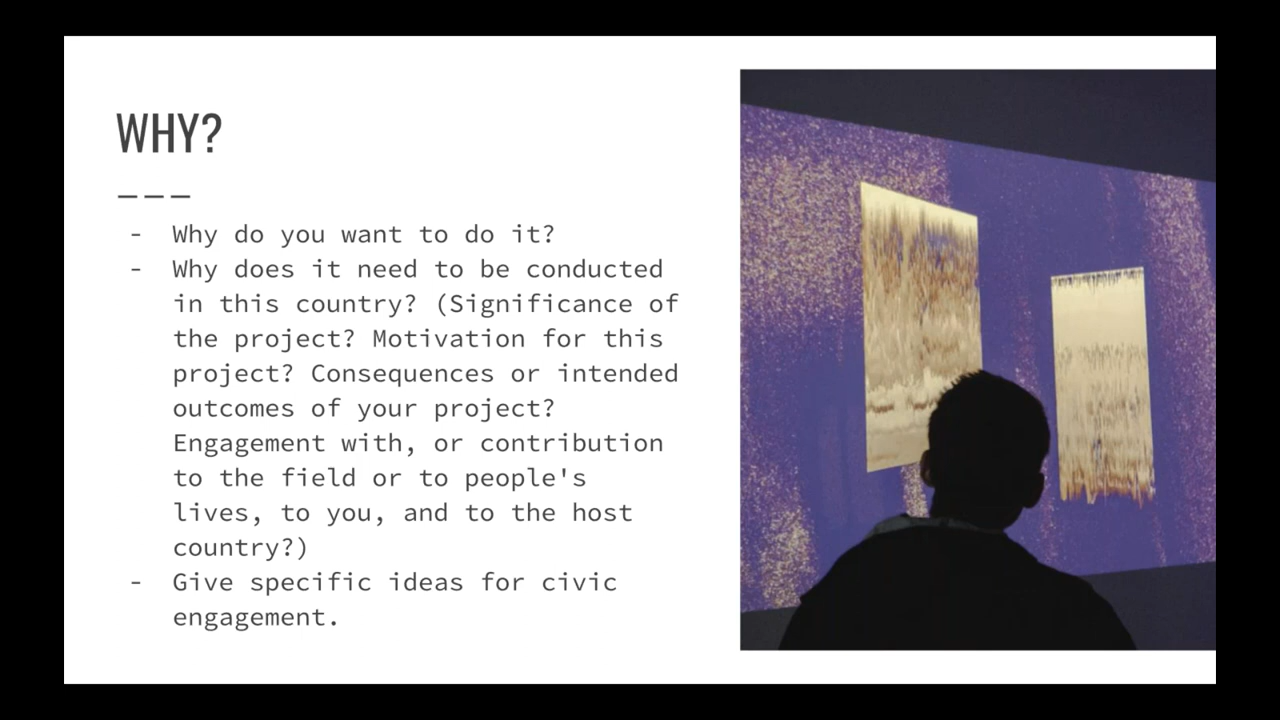 WHY?
———
- Why do you want to do it?
- Why does it need to be conducted
in this country? (Significance of
the project? Motivation for this
project? Consequences or intended
outcomes of your project?
Engagement with, or contribution
to the field or to people's
lives, to you, and to the host
country?)
- Give specific ideas for civic
engagement.